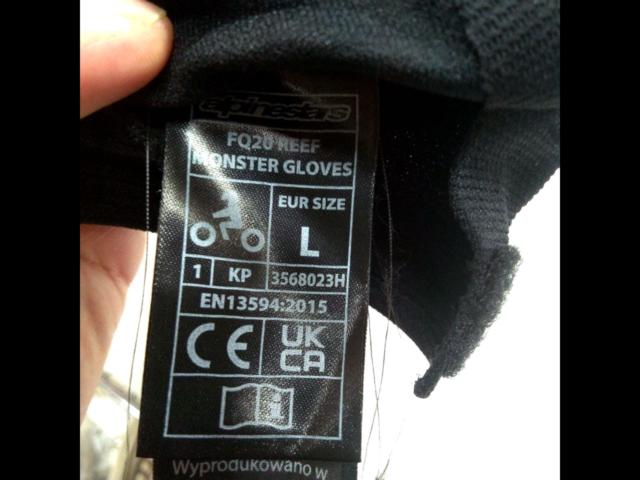 alpinestars
FQ20 REEF
MONSTER GLOVES
EUR SIZE
L
1 KP 3568023H
EN13594:2015
CE UK
CA
i
Wyprodukowano w